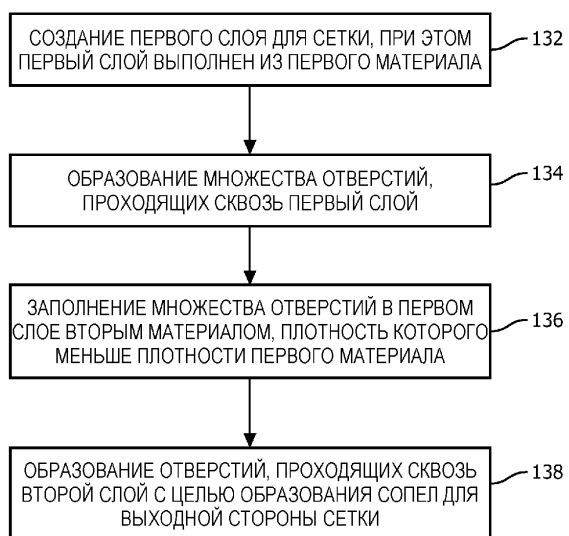 СОЗДАНИЕ ПЕРВОГО СЛОЯ ДЛЯ СЕТКИ, ПРИ ЭТОМ
ПЕРВЫЙ СЛОЙ ВЫПОЛНЕН ИЗ ПЕРВОГО МАТЕРИАЛА
132
ОБРАЗОВАНИЕ МНОЖЕСТВА ОТВЕРСТИЙ,
ПРОХОДЯЩИХ СКВОЗЬ ПЕРВЫЙ СЛОЙ
134
ЗАПОЛНЕНИЕ МНОЖЕСТВА ОТВЕРСТИЙ В ПЕРВОМ
СЛОЕ ВТОРЫМ МАТЕРИАЛОМ, ПЛОТНОСТЬ КОТОРОГО
МЕНЬШЕ ПЛОТНОСТИ ПЕРВОГО МАТЕРИАЛА
136
ОБРАЗОВАНИЕ ОТВЕРСТИЙ, ПРОХОДЯЩИХ СКВОЗЬ
ВТОРОЙ СЛОЙ С ЦЕЛЬЮ ОБРАЗОВАНИЯ СОПЕЛ ДЛЯ
ВЫХОДНОЙ СТОРОНЫ СЕТКИ
138